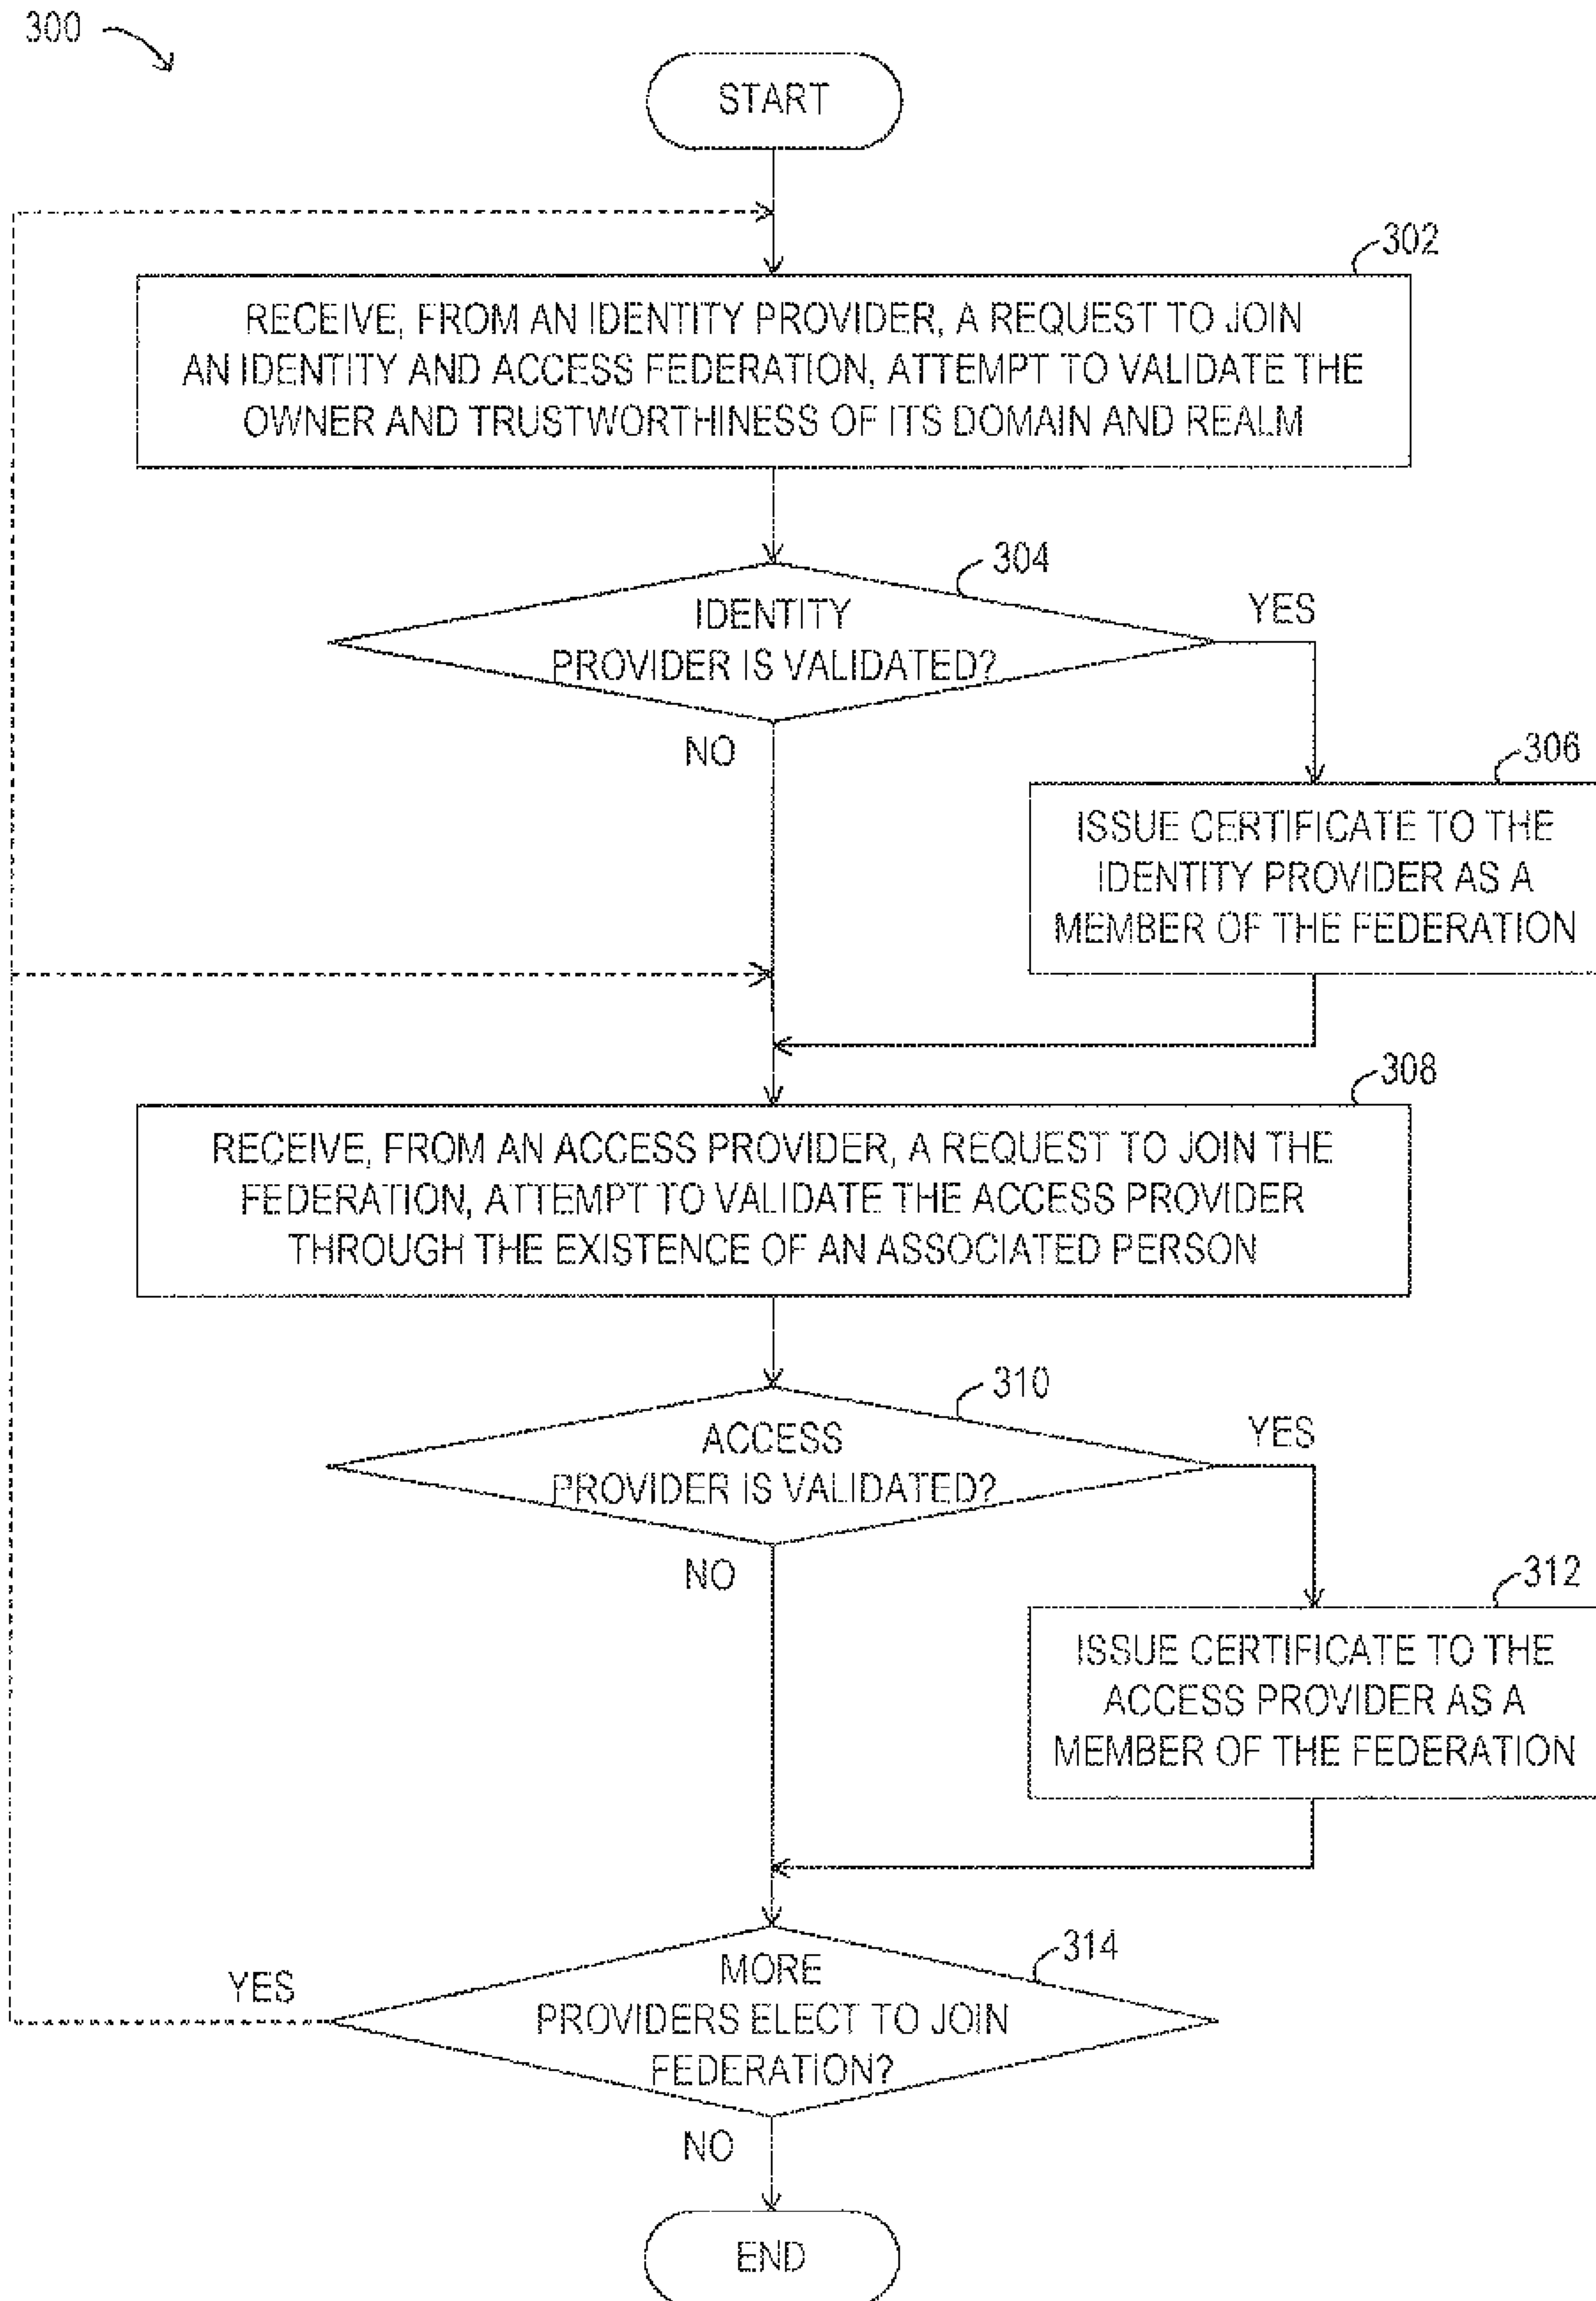 300
START
302
RECEIVE, FROM AN IDENTITY PROVIDER, A REQUEST TO JOIN
AN IDENTITY AND ACCESS FEDERATION, ATTEMPT TO VALIDATE THE
OWNER AND TRUSTWORTHINESS OF ITS DOMAIN AND REALM
304
IDENTITY
PROVIDER IS VALIDATED?
YES
NO
306
ISSUE CERTIFICATE TO THE
IDENTITY PROVIDER AS A
MEMBER OF THE FEDERATION
308
RECEIVE, FROM AN ACCESS PROVIDER, A REQUEST TO JOIN THE
FEDERATION, ATTEMPT TO VALIDATE THE ACCESS PROVIDER
THROUGH THE EXISTENCE OF AN ASSOCIATED PERSON
310
ACCESS
PROVIDER IS VALIDATED?
YES
NO
312
ISSUE CERTIFICATE TO THE
ACCESS PROVIDER AS A
MEMBER OF THE FEDERATION
314
MORE
PROVIDERS ELECT TO JOIN
FEDERATION?
YES
NO
END